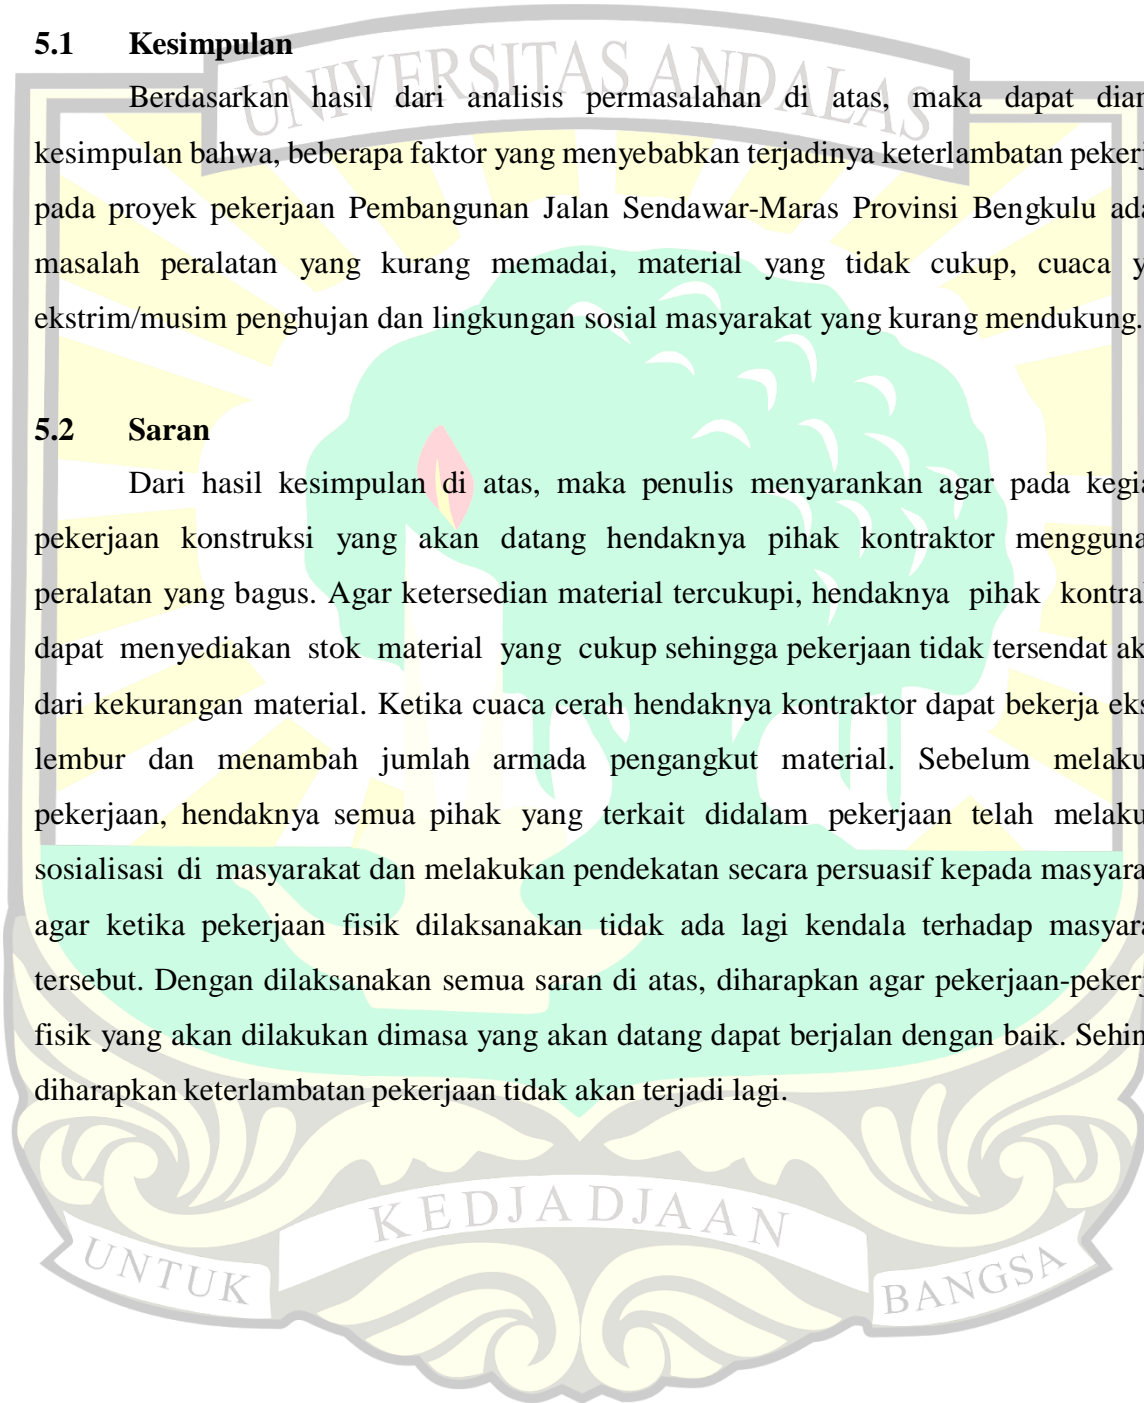 5.1 Kesimpulan
UNIVERSITAS ANDALAS
Berdasarkan hasil dari analisis permasalahan di atas, maka dapat diam
kesimpulan bahwa, beberapa faktor yang menyebabkan terjadinya keterlambatan pekerj
pada proyek pekerjaan Pembangunan Jalan Sendawar-Maras Provinsi Bengkulu ada
masalah peralatan yang kurang memadai, material yang tidak cukup, cuaca y
ekstrim/musim penghujan dan lingkungan sosial masyarakat yang kurang mendukung.
5.2 Saran
Dari hasil kesimpulan di atas, maka penulis menyarankan agar pada kegia
pekerjaan konstruksi yang akan datang hendaknya pihak kontraktor mengguna
peralatan yang bagus. Agar ketersedian material tercukupi, hendaknya pihak kontrak
dapat menyediakan stok material yang cukup sehingga pekerjaan tidak tersendat aki
dari kekurangan material. Ketika cuaca cerah hendaknya kontraktor dapat bekerja eks
lembur dan menambah jumlah armada pengangkut material. Sebelum melaku
pekerjaan, hendaknya semua pihak yang terkait didalam pekerjaan telah melaku
sosialisasi di masyarakat dan melakukan pendekatan secara persuasif kepada masyara
agar ketika pekerjaan fisik dilaksanakan tidak ada lagi kendala terhadap masyara
tersebut. Dengan dilaksanakan semua saran di atas, diharapkan agar pekerjaan-pekerj
fisik yang akan dilakukan dimasa yang akan datang dapat berjalan dengan baik. Sehin
diharapkan keterlambatan pekerjaan tidak akan terjadi lagi.
UNTUK KEDJADJAAN BANGSA